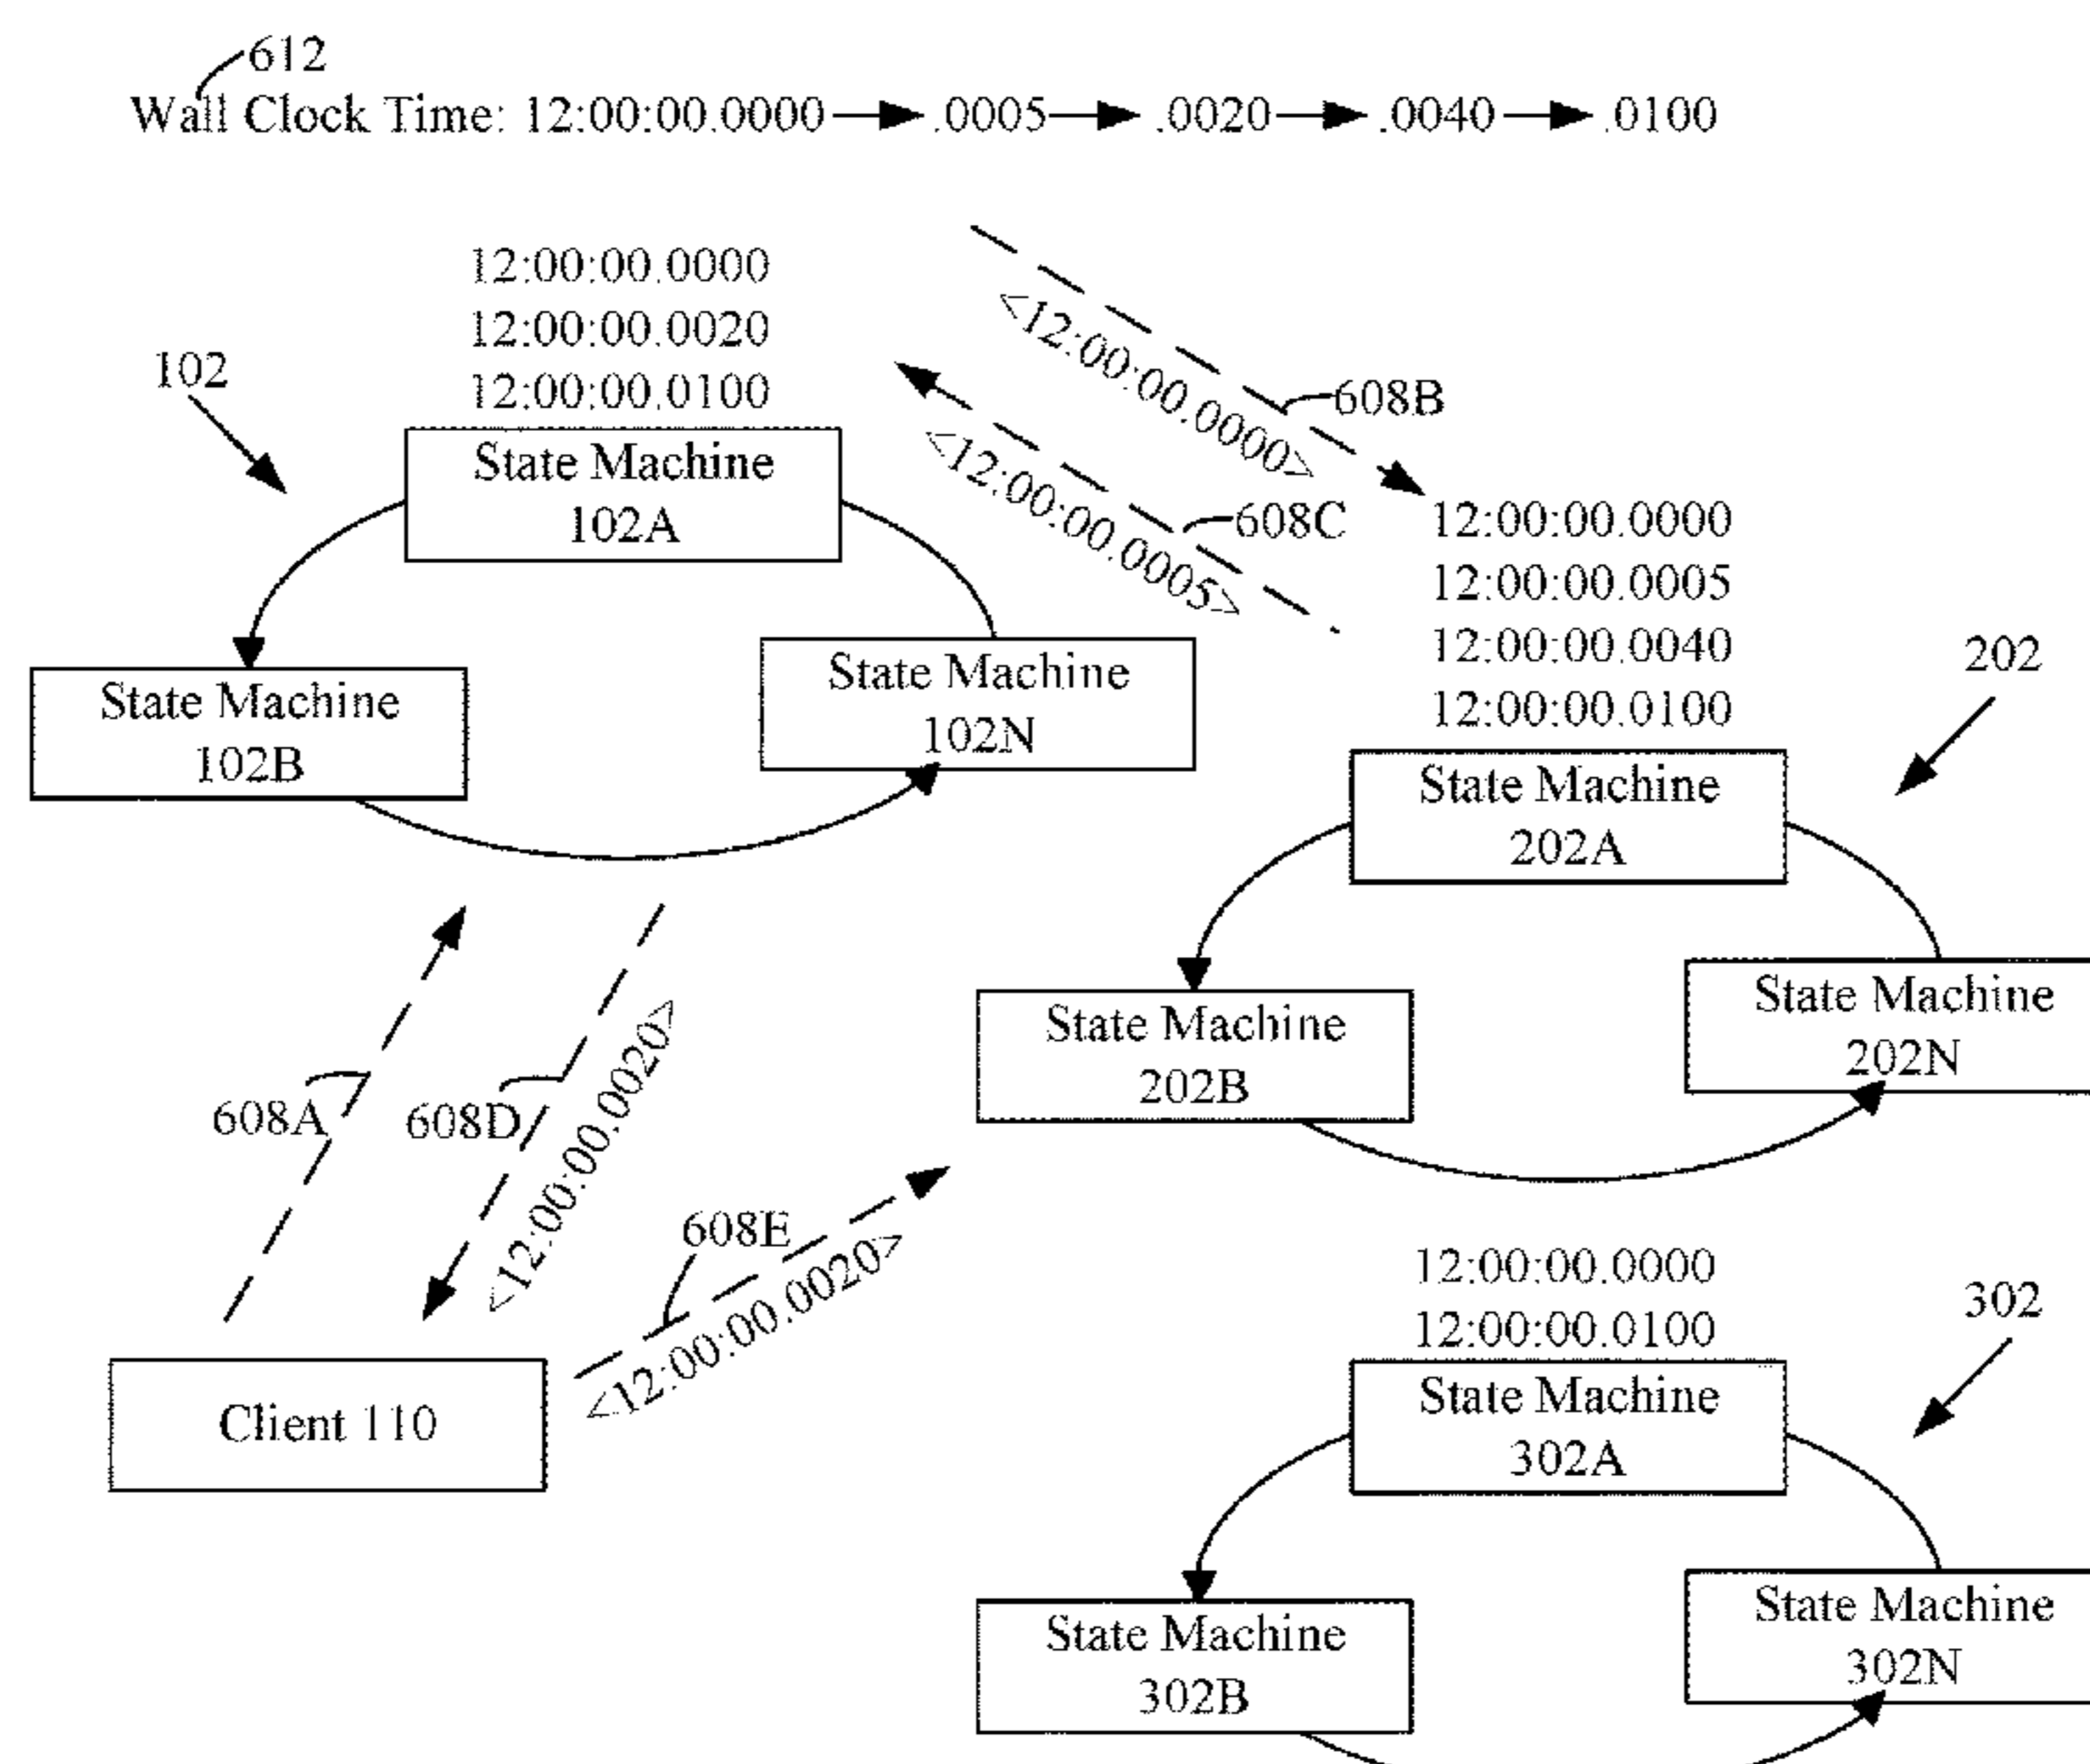 612
Wall Clock Time: 12:00:00.0000 .0005 .0020 .0040 .0100
12:00:00.0000
12:00:00.0020
12:00:00.0100
102
State Machine
102A
State Machine
102B
State Machine
102N
<12:00:00.0000>
608B
<12:00:00.0005>
608C
12:00:00.0000
12:00:00.0005
12:00:00.0040
12:00:00.0100
202
State Machine
202A
State Machine
202B
State Machine
202N
608A
608D
<12:00:00.0020>
608E
<12:00:00.0020>
Client 110
12:00:00.0000
12:00:00.0100
302
State Machine
302A
State Machine
302B
State Machine
302N